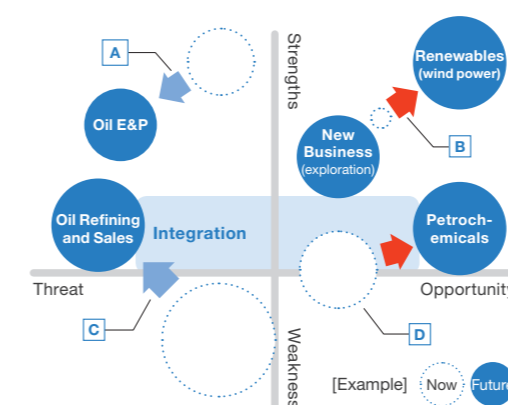 A
Strengths
Renewables
(wind power)
Oil E&P
New
Business
(exploration)
B
Oil Refining
and Sales
Integration
Petroch-
emicals
Threat
Opportunity
C
D
Weakness
[Example]
Now
Future